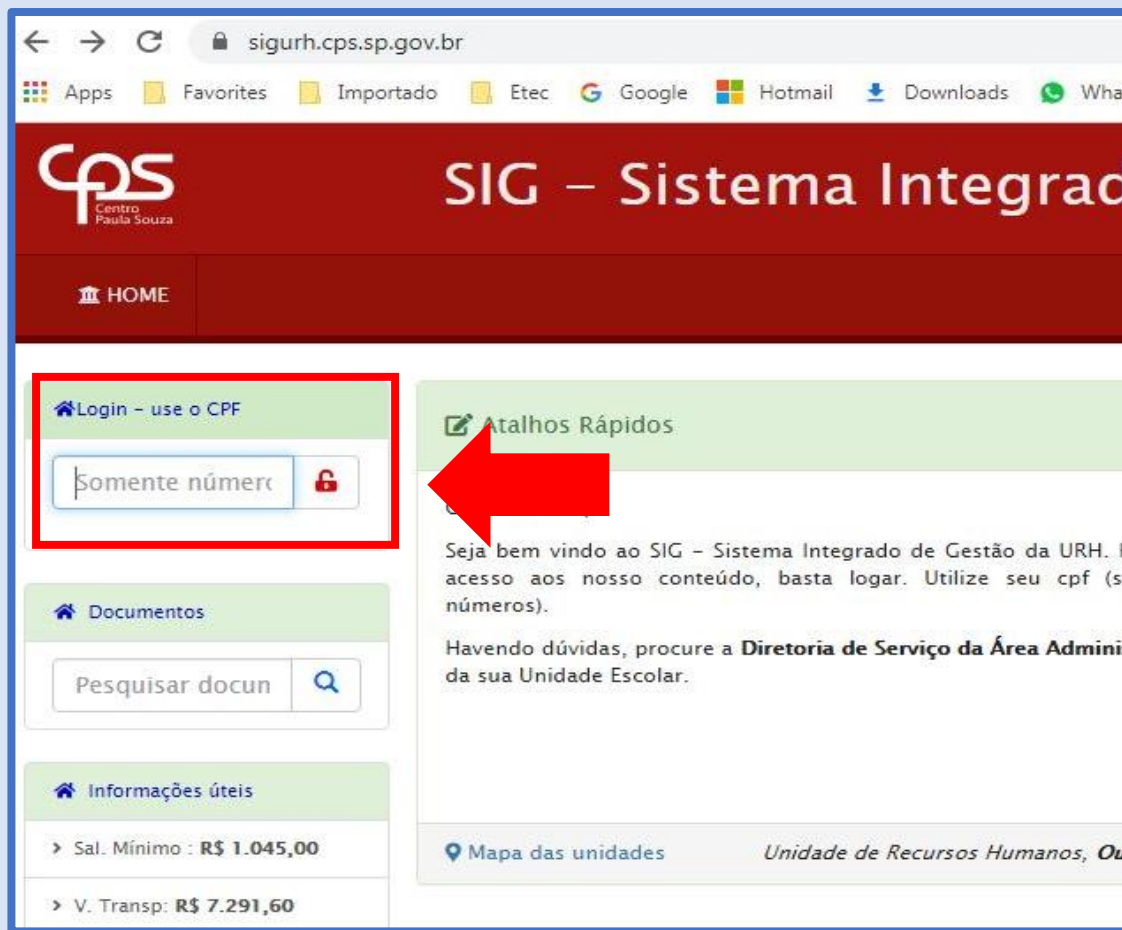 sigurh.cps.sp.gov.br
Apps Favorites Importado Etec Google Hotmail Downloads Wha
cps
Centro
Paula Souza
SIG – Sistema Integrad
HOME
Login – use o CPF
Somente númerc
Atalhos Rápidos
Seja bem vindo ao SIG – Sistema Integrado de Gestão da URH.
acesso aos nosso conteúdo, basta logar. Utilize seu cpf (s
números).
Havendo dúvidas, procure a Diretoria de Serviço da Área Adminis
da sua Unidade Escolar.
Documentos
Pesquisar docun
Informações úteis
Sal. Mínimo : R$ 1.045,00
V. Transp: R$ 7.291,60
Mapa das unidades
Unidade de Recursos Humanos, Ou